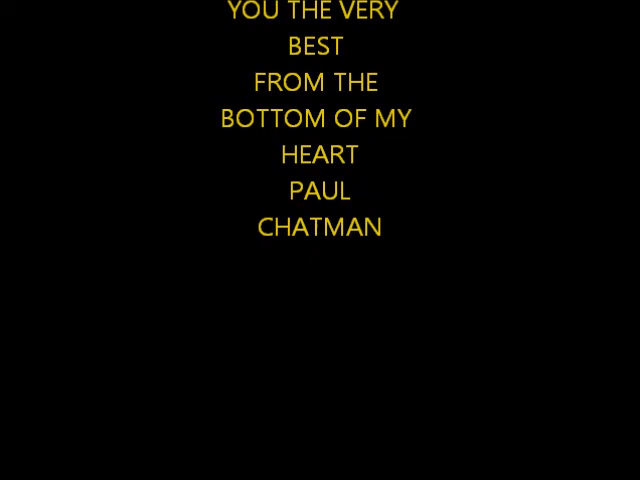 YOU THE VERY
BEST
FROM THE
BOTTOM OF MY
HEART
PAUL
CHATMAN